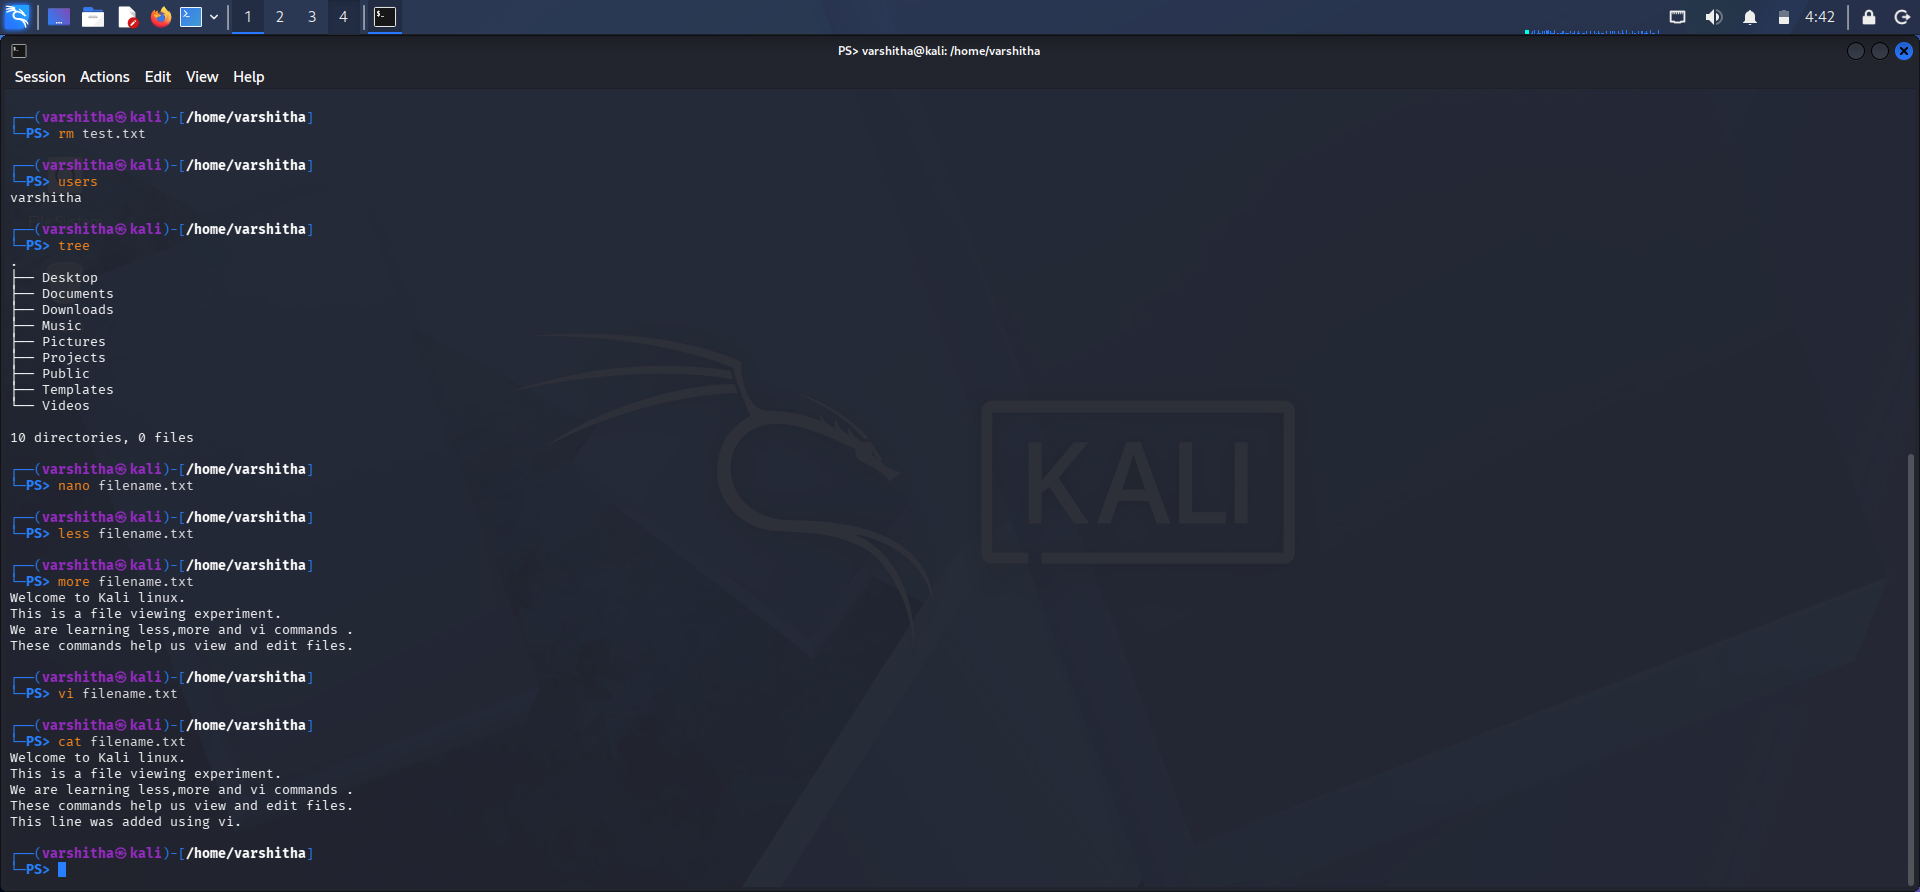 1 2 3 4 4:42
PS> varshitha@kali: /home/varshitha
Session Actions Edit View Help
┌──(varshitha㉿kali)-[/home/varshitha]
└─PS> rm test.txt
┌──(varshitha㉿kali)-[/home/varshitha]
└─PS> users
varshitha
┌──(varshitha㉿kali)-[/home/varshitha]
└─PS> tree
.
├── Desktop
├── Documents
├── Downloads
├── Music
├── Pictures
├── Projects
├── Public
├── Templates
└── Videos
10 directories, 0 files
┌──(varshitha㉿kali)-[/home/varshitha]
└─PS> nano filename.txt
┌──(varshitha㉿kali)-[/home/varshitha]
└─PS> less filename.txt
┌──(varshitha㉿kali)-[/home/varshitha]
└─PS> more filename.txt
Welcome to Kali linux.
This is a file viewing experiment.
We are learning less,more and vi commands .
These commands help us view and edit files.
┌──(varshitha㉿kali)-[/home/varshitha]
└─PS> vi filename.txt
┌──(varshitha㉿kali)-[/home/varshitha]
└─PS> cat filename.txt
Welcome to Kali linux.
This is a file viewing experiment.
We are learning less,more and vi commands .
These commands help us view and edit files.
This line was added using vi.
┌──(varshitha㉿kali)-[/home/varshitha]
└─PS>
KALI